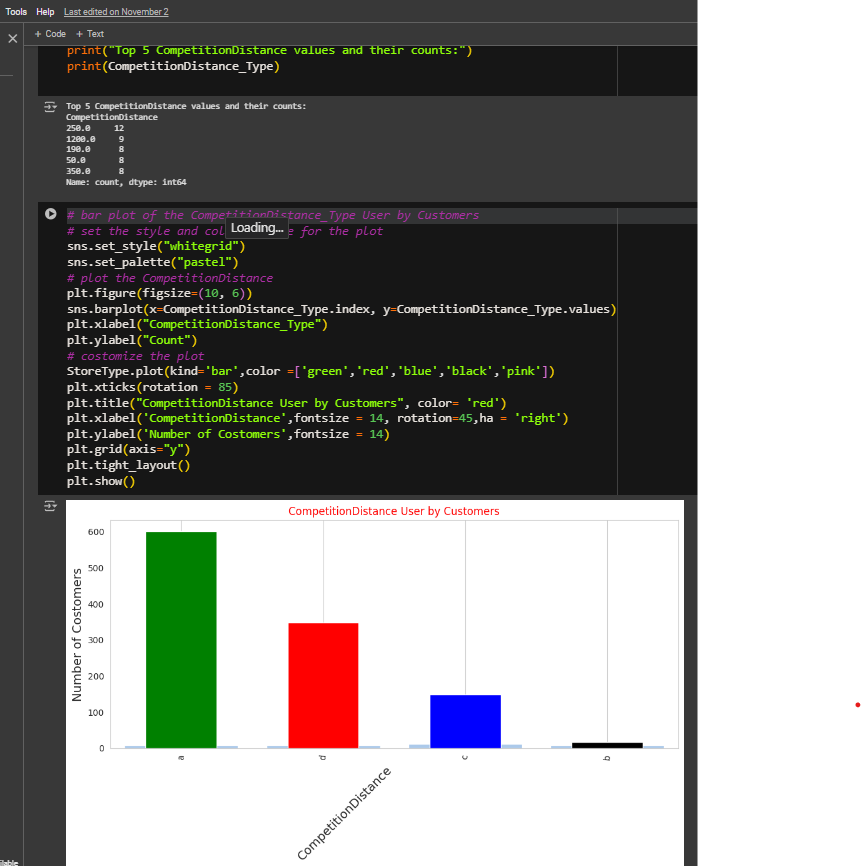 Tools Help Last edited on November 2
+ Code + Text
print("Top 5 CompetitionDistance values and their counts:")
print(CompetitionDistance_Type)
Top 5 CompetitionDistance values and their counts:
CompetitionDistance
250.0 12
1200.0 9
190.0 8
50.0 8
350.0 8
Name: count, dtype: int64
# bar plot of the CompetitionDistance_Type User by Customers
# set the style and col Loading... e for the plot
sns.set_style("whitegrid")
sns.set_palette("pastel")
# plot the CompetitionDistance
plt.figure(figsize=(10, 6))
sns.barplot(x=CompetitionDistance_Type.index, y=CompetitionDistance_Type.values)
plt.xlabel("CompetitionDistance_Type")
plt.ylabel("Count")
# costomize the plot
StoreType.plot(kind='bar',color =['green','red','blue','black','pink'])
plt.xticks(rotation = 85)
plt.title("CompetitionDistance User by Customers", color= 'red')
plt.xlabel('CompetitionDistance',fontsize = 14, rotation=45,ha = 'right')
plt.ylabel('Number of Costomers',fontsize = 14)
plt.grid(axis="y")
plt.tight_layout()
plt.show()
CompetitionDistance User by Customers
Number of Costomers
600
500
400
300
200
100
0
a d c b
CompetitionDistance